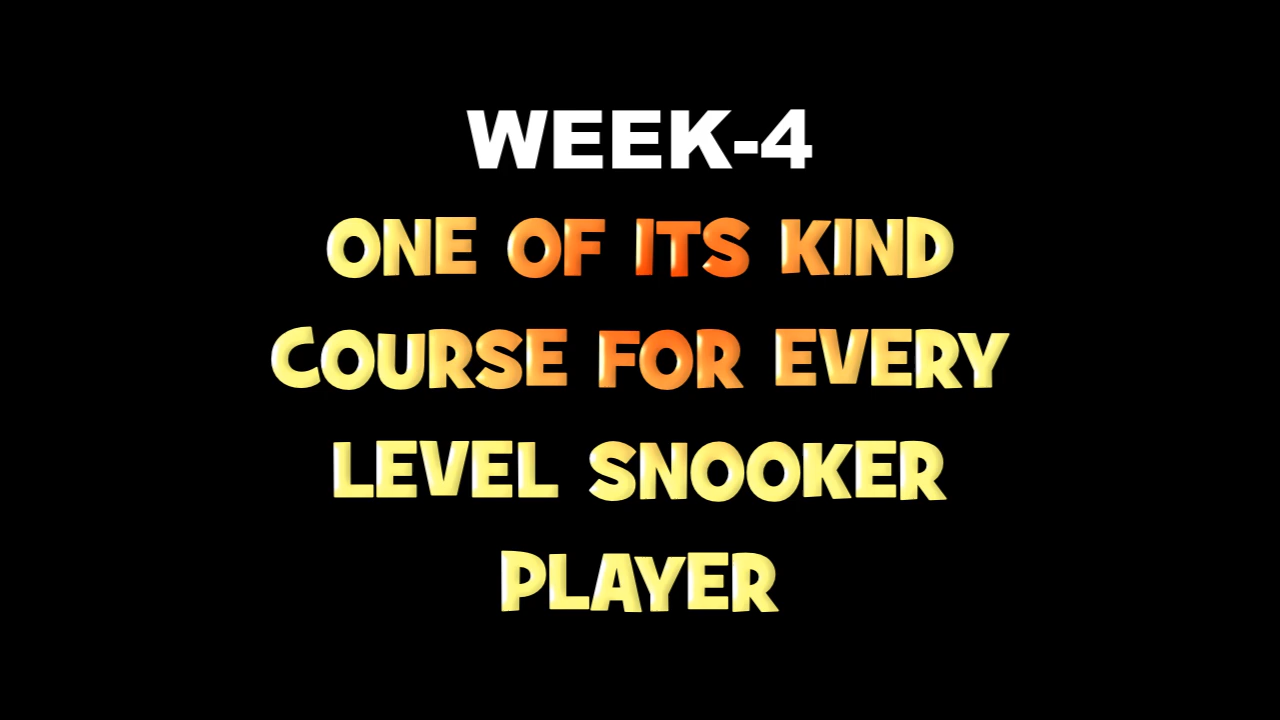 WEEK-4
ONE OF ITS KIND
COURSE FOR EVERY
LEVEL SNOOKER
PLAYER